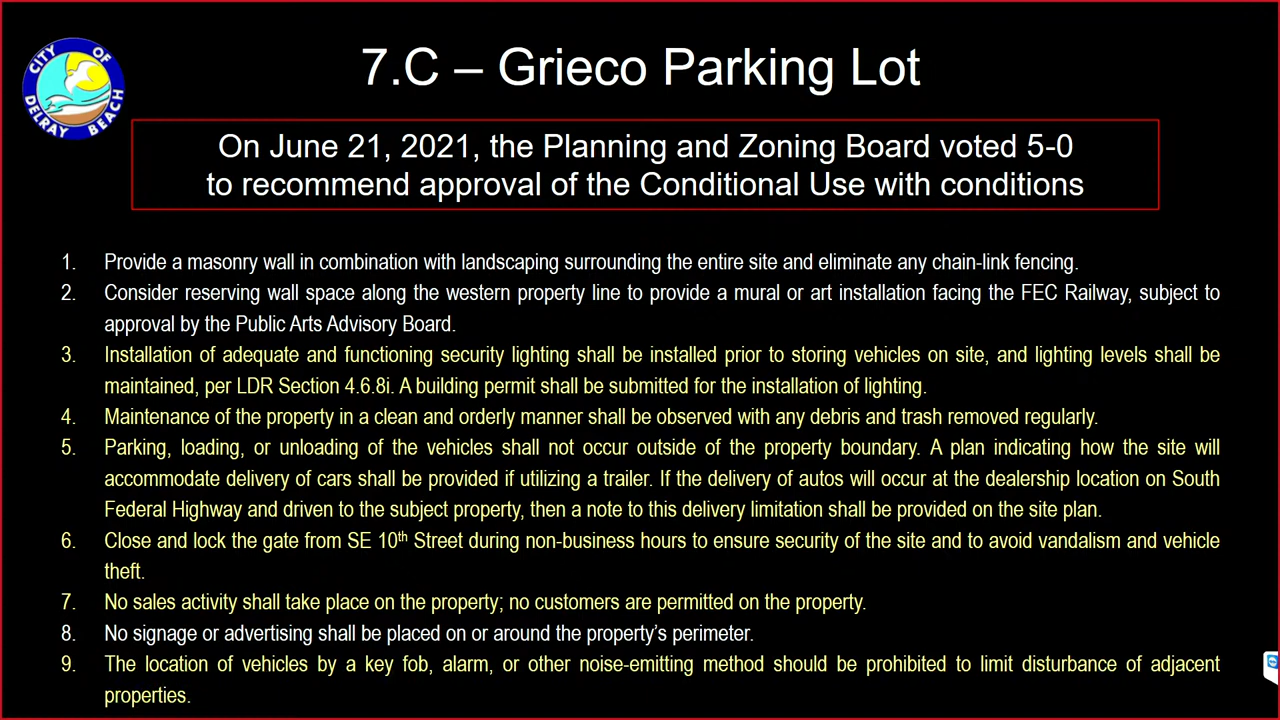 CITY OF
DELRAY BEACH
7.C – Grieco Parking Lot
On June 21, 2021, the Planning and Zoning Board voted 5-0
to recommend approval of the Conditional Use with conditions
1. Provide a masonry wall in combination with landscaping surrounding the entire site and eliminate any chain-link fencing.
2. Consider reserving wall space along the western property line to provide a mural or art installation facing the FEC Railway, subject to
approval by the Public Arts Advisory Board.
3. Installation of adequate and functioning security lighting shall be installed prior to storing vehicles on site, and lighting levels shall be
maintained, per LDR Section 4.6.8i. A building permit shall be submitted for the installation of lighting.
4. Maintenance of the property in a clean and orderly manner shall be observed with any debris and trash removed regularly.
5. Parking, loading, or unloading of the vehicles shall not occur outside of the property boundary. A plan indicating how the site will
accommodate delivery of cars shall be provided if utilizing a trailer. If the delivery of autos will occur at the dealership location on South
Federal Highway and driven to the subject property, then a note to this delivery limitation shall be provided on the site plan.
6. Close and lock the gate from SE 10th Street during non-business hours to ensure security of the site and to avoid vandalism and vehicle
theft.
7. No sales activity shall take place on the property; no customers are permitted on the property.
8. No signage or advertising shall be placed on or around the property's perimeter.
9. The location of vehicles by a key fob, alarm, or other noise-emitting method should be prohibited to limit disturbance of adjacent
properties.